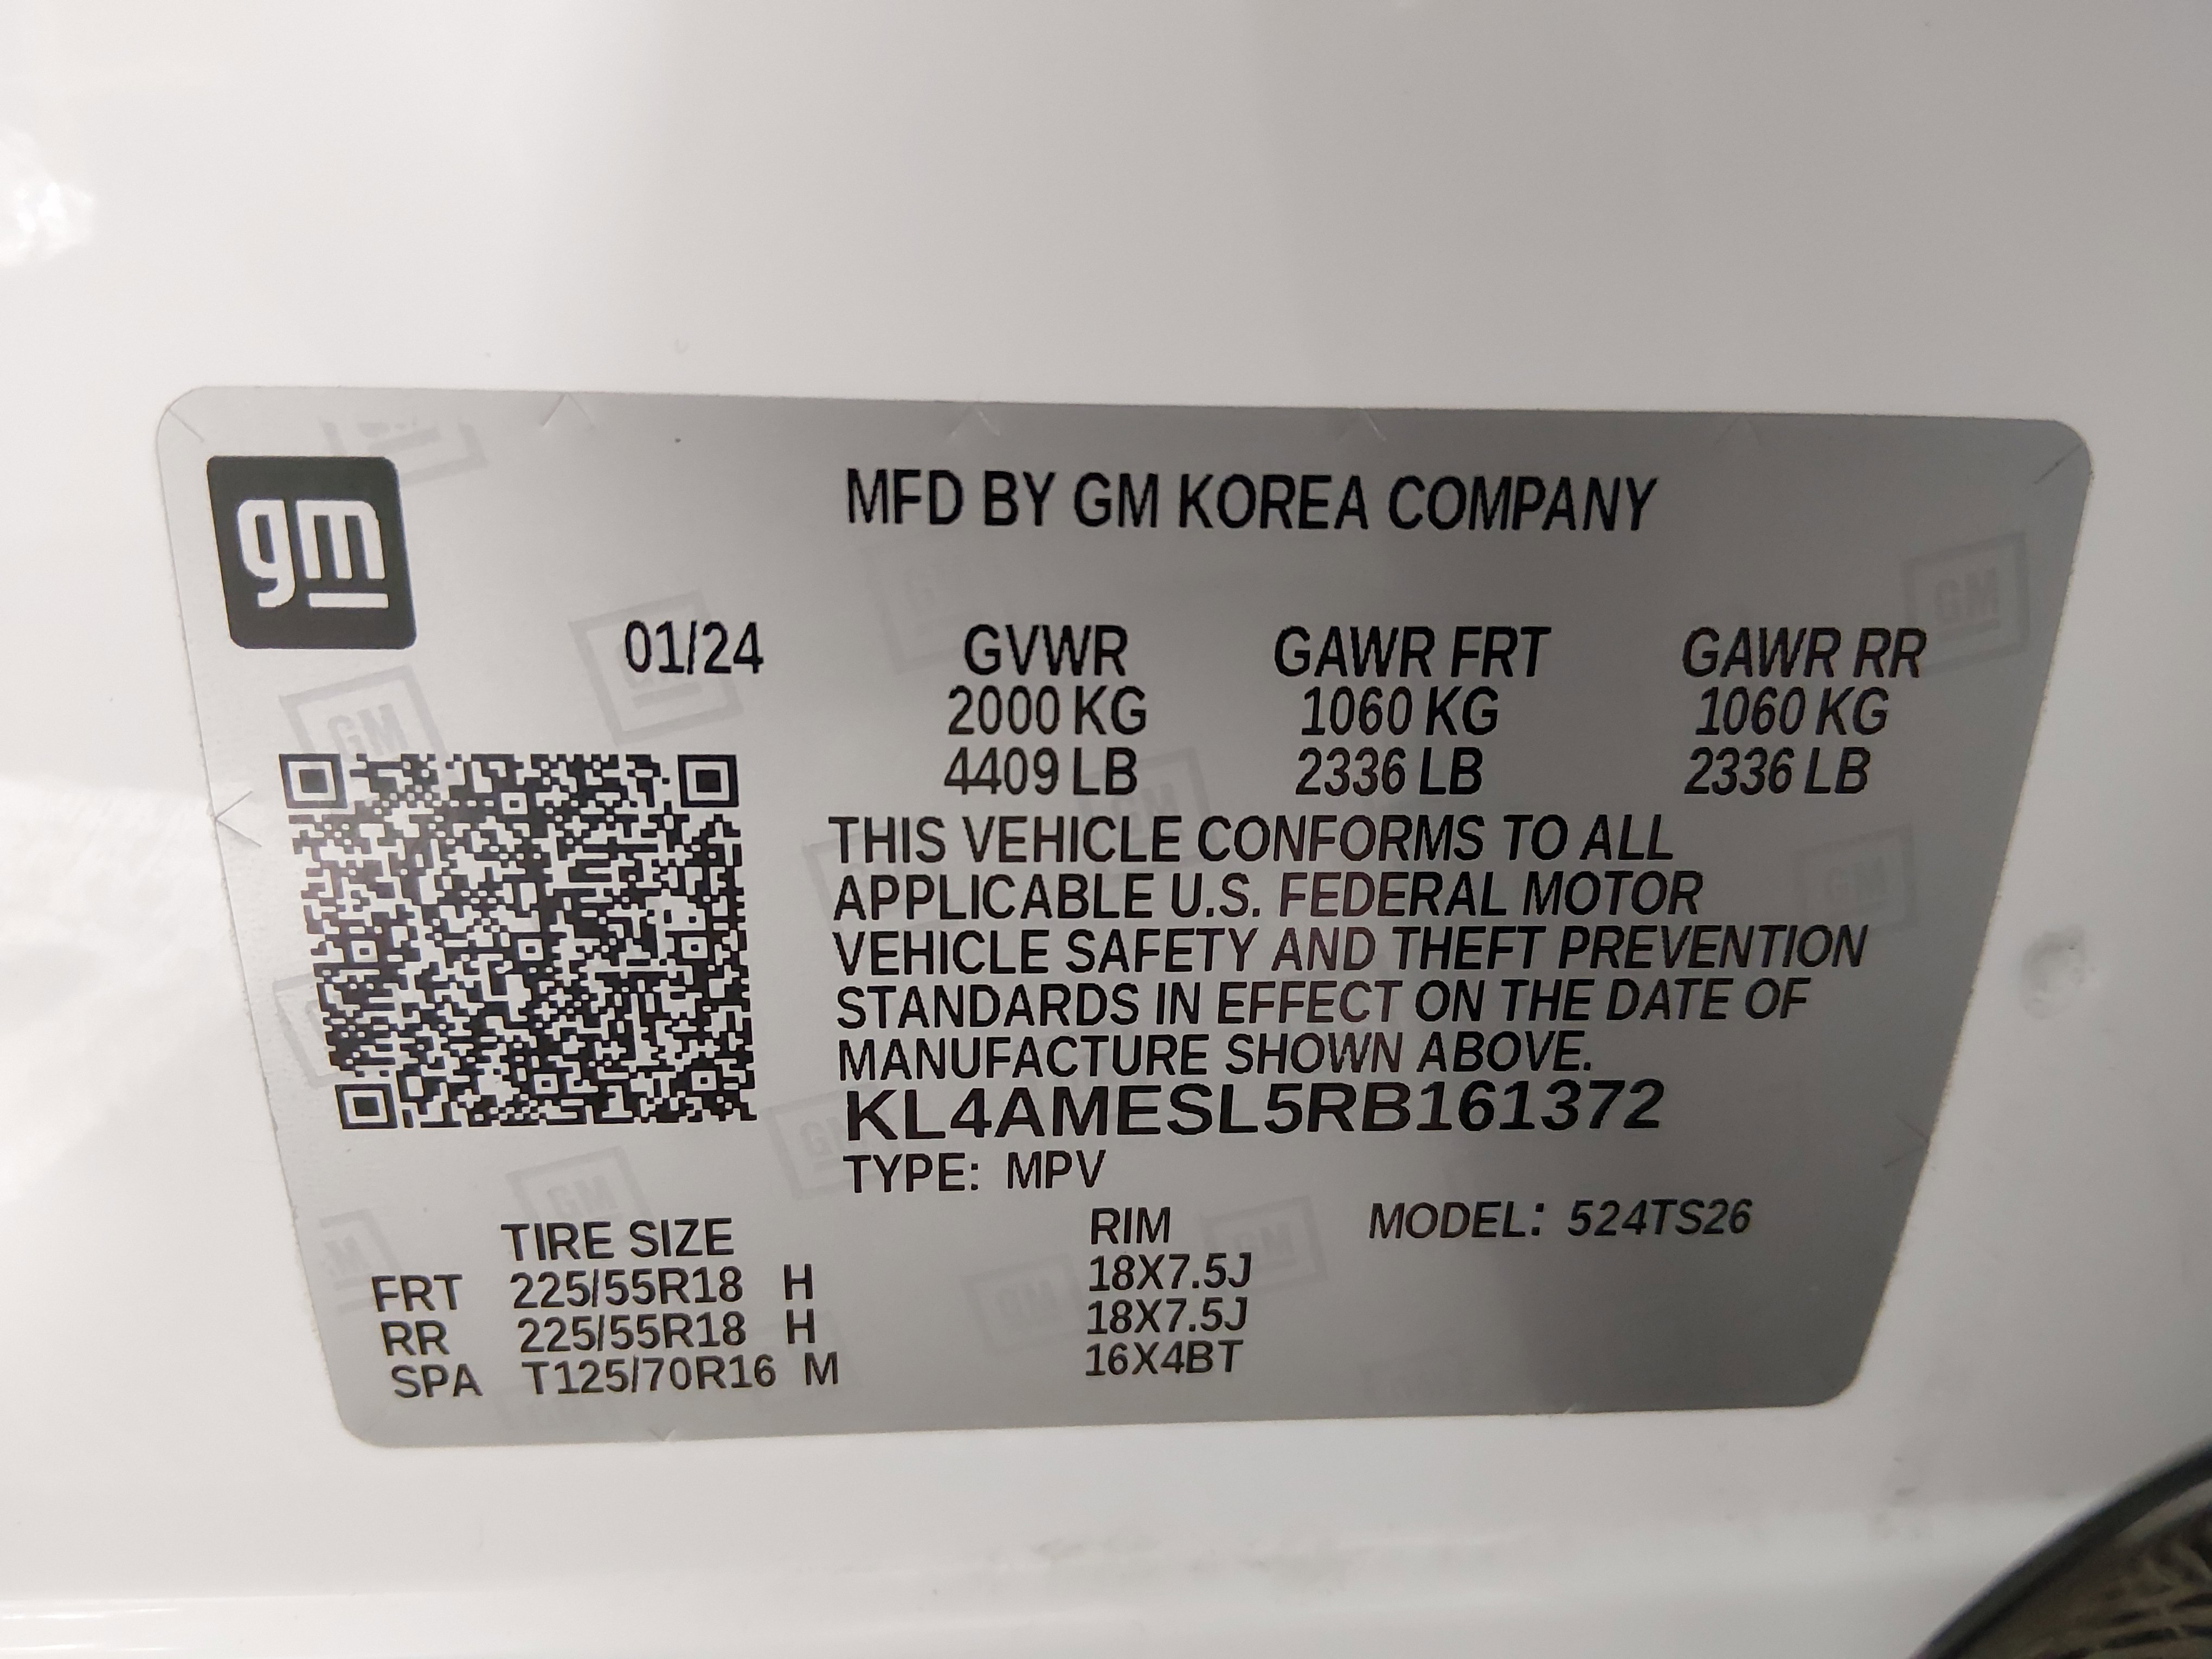 gm
MFD BY GM KOREA COMPANY
01/24 GVWR GAWR FRT GAWR RR
2000 KG 1060 KG 1060 KG
4409 LB 2336 LB 2336 LB
THIS VEHICLE CONFORMS TO ALL
APPLICABLE U.S. FEDERAL MOTOR
VEHICLE SAFETY AND THEFT PREVENTION
STANDARDS IN EFFECT ON THE DATE OF
MANUFACTURE SHOWN ABOVE.
KL4AMESL5RB161372
TYPE: MPV
TIRE SIZE RIM MODEL: 524TS26
FRT 225/55R18 H 18X7.5J
RR 225/55R18 H 18X7.5J
SPA T125/70R16 M 16X4BT